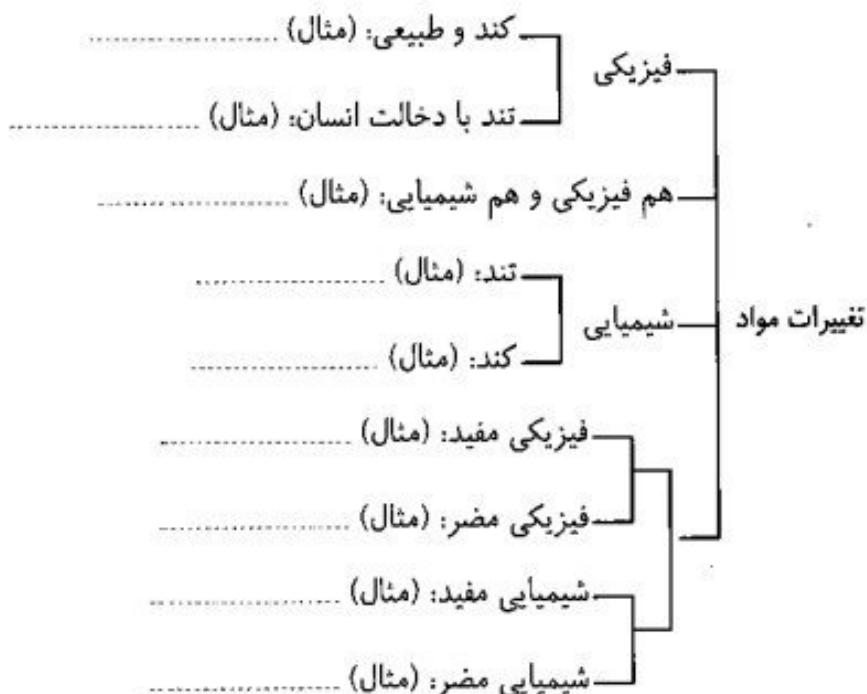 کند و طبیعی: (مثال) ............................
فیزیکی
تند با دخالت انسان: (مثال) ............................
هم فیزیکی و هم شیمیایی: (مثال) ............................
تند: (مثال) ............................
تغییرات مواد
شیمیایی
کند: (مثال) ............................
فیزیکی مفید: (مثال) ............................
فیزیکی مضر: (مثال) ............................
شیمیایی مفید: (مثال) ............................
شیمیایی مضر: (مثال) ............................